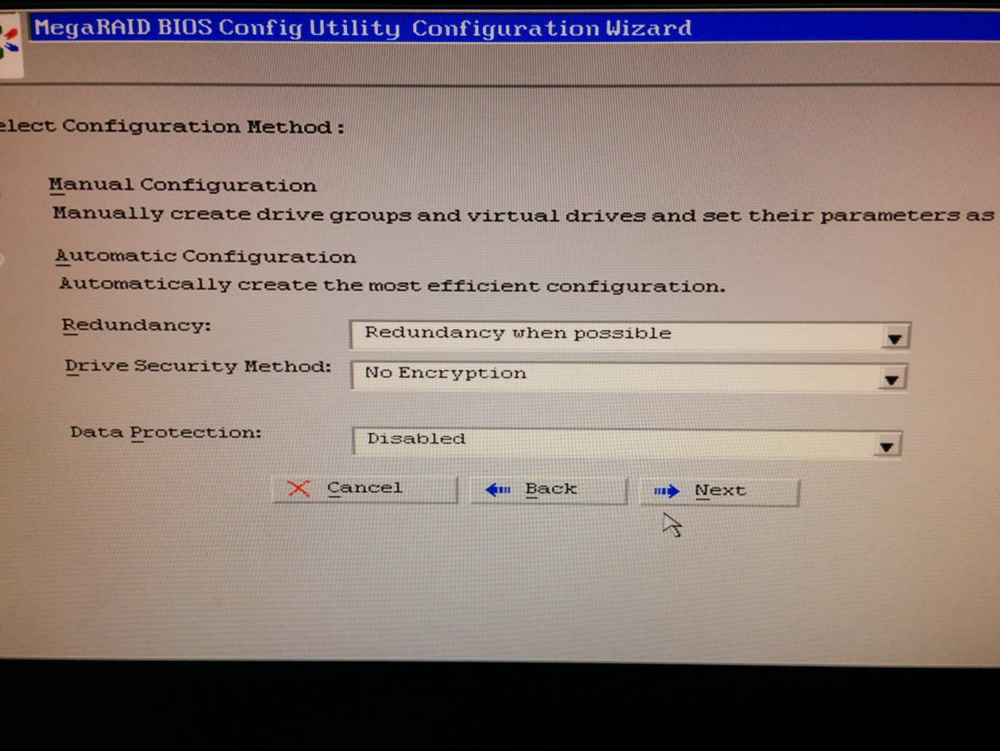 MegaRAID BIOS Config Utility Configuration Wizard
elect Configuration Method:
Manual Configuration
Manually create drive groups and virtual drives and set their parameters as
Automatic Configuration
Automatically create the most efficient configuration.
Redundancy: Redundancy when possible
Drive Security Method: No Encryption
Data Protection: Disabled
Cancel Back Next